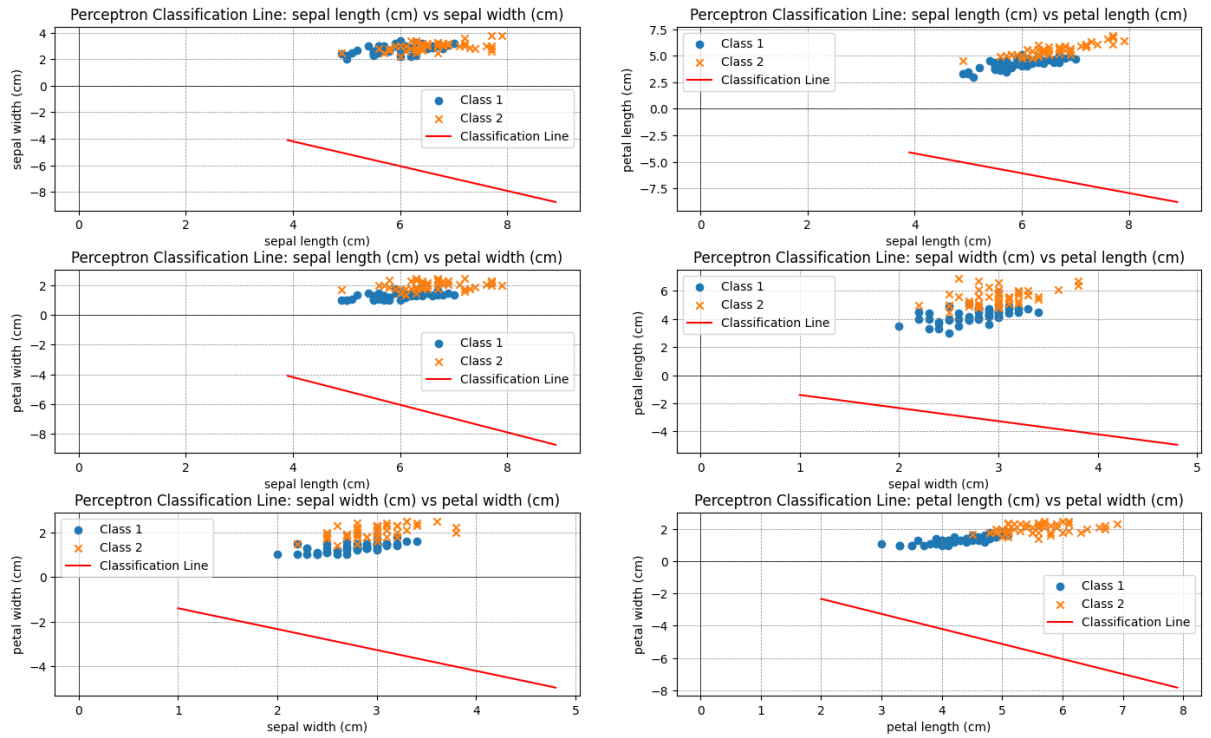 Perceptron Classification Line: sepal length (cm) vs sepal width (cm)
4
2
0
−2
−4
−6
−8
sepal width (cm)
Class 1
Class 2
Classification Line
0
2
4
6
8
sepal length (cm)
Perceptron Classification Line: sepal length (cm) vs petal length (cm)
7.5
5.0
2.5
0.0
−2.5
−5.0
−7.5
petal length (cm)
Class 1
Class 2
Classification Line
0
2
4
6
8
sepal length (cm)
Perceptron Classification Line: sepal length (cm) vs petal width (cm)
2
0
−2
−4
−6
−8
petal width (cm)
Class 1
Class 2
Classification Line
0
2
4
6
8
sepal length (cm)
Perceptron Classification Line: sepal width (cm) vs petal length (cm)
6
4
2
0
−2
−4
petal length (cm)
Class 1
Class 2
Classification Line
0
1
2
3
4
5
sepal width (cm)
Perceptron Classification Line: sepal width (cm) vs petal width (cm)
2
0
−2
−4
petal width (cm)
Class 1
Class 2
Classification Line
0
1
2
3
4
5
sepal width (cm)
Perceptron Classification Line: petal length (cm) vs petal width (cm)
2
0
−2
−4
−6
−8
petal width (cm)
Class 1
Class 2
Classification Line
0
1
2
3
4
5
6
7
8
petal length (cm)